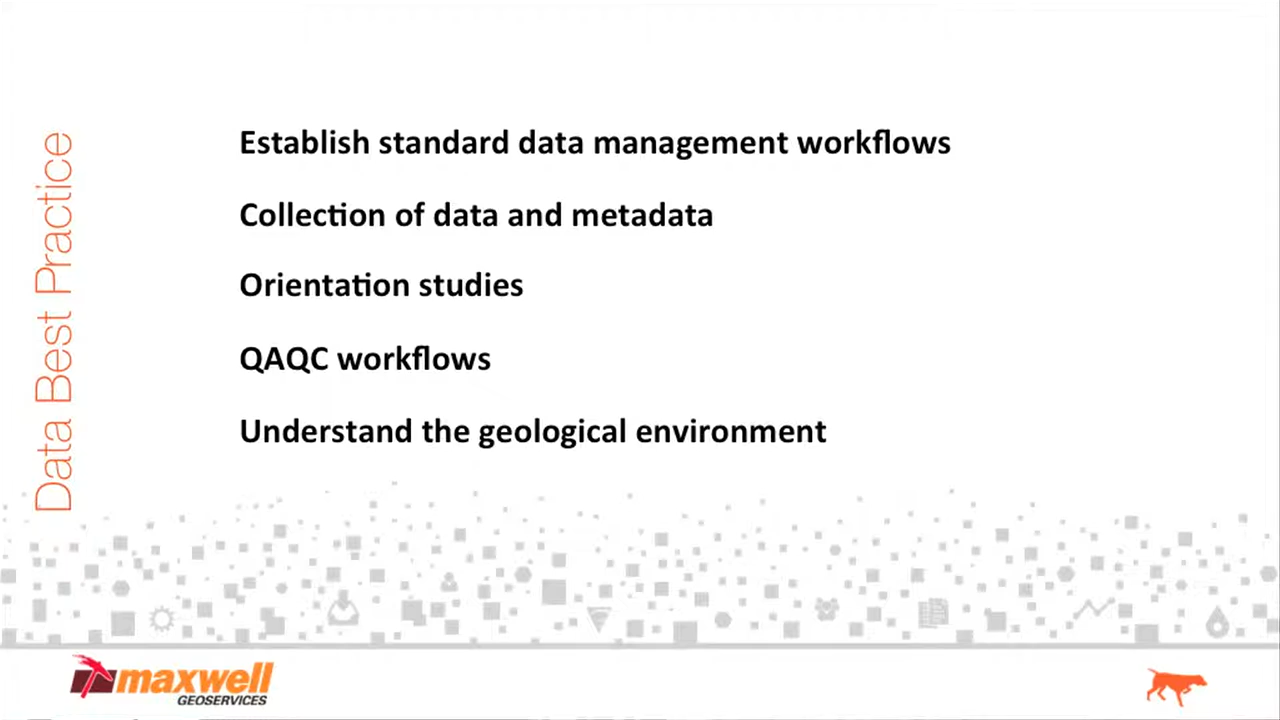 Data Best Practice
Establish standard data management workflows
Collection of data and metadata
Orientation studies
QAQC workflows
Understand the geological environment
maxwell
GEOSERVICES